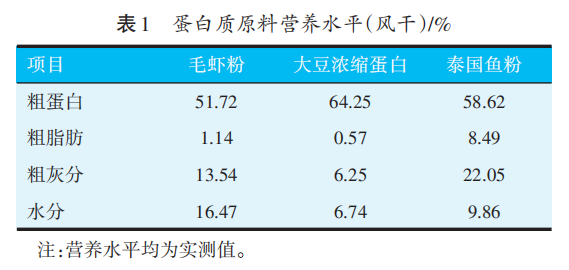 表1 蛋白质原料营养水平(风干)/%
项目 毛虾粉 大豆浓缩蛋白 泰国鱼粉
粗蛋白 51.72 64.25 58.62
粗脂肪 1.14 0.57 8.49
粗灰分 13.54 6.25 22.05
水分 16.47 6.74 9.86
注:营养水平均为实测值。